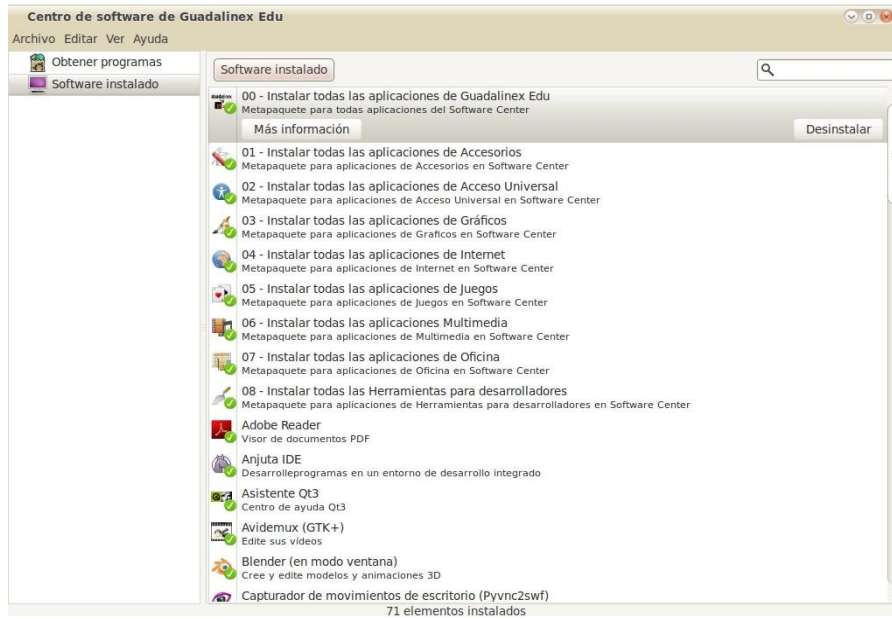 Centro de software de Guadalinex Edu
Archivo Editar Ver Ayuda
Obtener programas
Software instalado
Software instalado
00 - Instalar todas las aplicaciones de Guadalinex Edu
Metapaquete para todas aplicaciones del Software Center
Más información
Desinstalar
01 - Instalar todas las aplicaciones de Accesorios
Metapaquete para aplicaciones de Accesorios en Software Center
02 - Instalar todas las aplicaciones de Acceso Universal
Metapaquete para aplicaciones de Acceso Universal en Software Center
03 - Instalar todas las aplicaciones de Gráficos
Metapaquete para aplicaciones de Graficos en Software Center
04 - Instalar todas las aplicaciones de Internet
Metapaquete para aplicaciones de Internet en Software Center
05 - Instalar todas las aplicaciones de Juegos
Metapaquete para aplicaciones de Juegos en Software Center
06 - Instalar todas las aplicaciones Multimedia
Metapaquete para aplicaciones de Multimedia en Software Center
07 - Instalar todas las aplicaciones de Oficina
Metapaquete para aplicaciones de Oficina en Software Center
08 - Instalar todas las Herramientas para desarrolladores
Metapaquete para aplicaciones de Herramientas para desarrolladores en Software Center
Adobe Reader
Visor de documentos PDF
Anjuta IDE
Desarrolleprogramas en un entorno de desarrollo integrado
Asistente Qt3
Centro de ayuda Qt3
Avidemux (GTK+)
Edite sus vídeos
Blender (en modo ventana)
Cree y edite modelos y animaciones 3D
Capturador de movimientos de escritorio (Pyvnc2swf)
71 elementos instalados